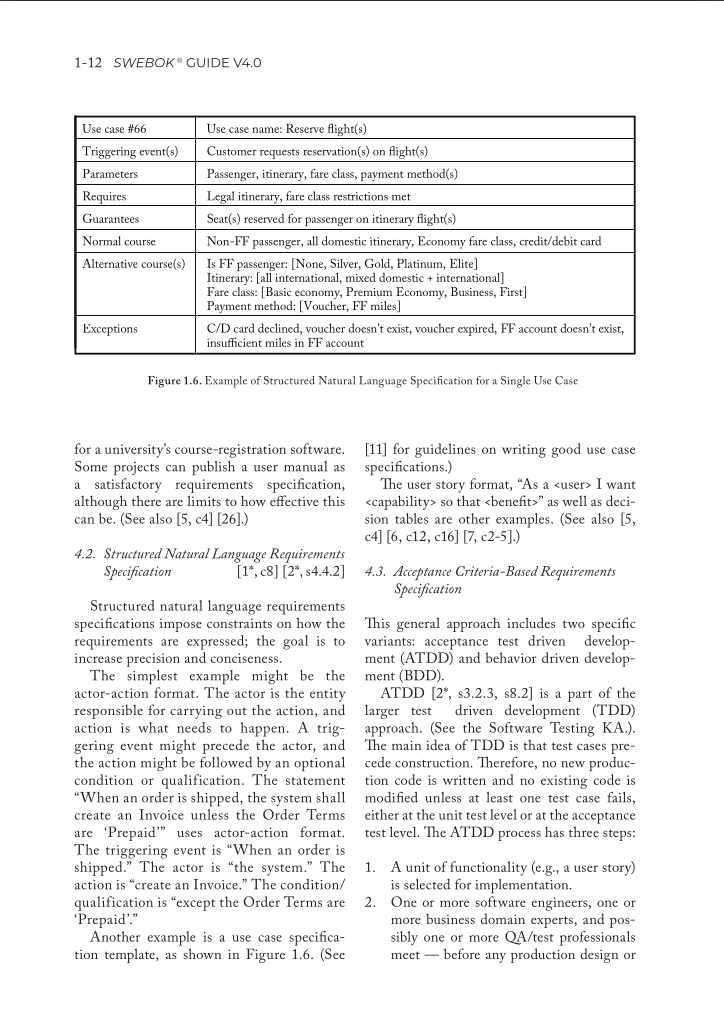 1-12 SWEBOK® GUIDE V4.0
Use case #66 Use case name: Reserve flight(s)
Triggering event(s) Customer requests reservation(s) on flight(s)
Parameters Passenger, itinerary, fare class, payment method(s)
Requires Legal itinerary, fare class restrictions met
Guarantees Seat(s) reserved for passenger on itinerary flight(s)
Normal course Non-FF passenger, all domestic itinerary, Economy fare class, credit/debit card
Alternative course(s) Is FF passenger: [None, Silver, Gold, Platinum, Elite]
Itinerary: [all international, mixed domestic + international]
Fare class: [Basic economy, Premium Economy, Business, First]
Payment method: [Voucher, FF miles]
Exceptions C/D card declined, voucher doesn't exist, voucher expired, FF account doesn't exist,
insufficient miles in FF account
Figure 1.6. Example of Structured Natural Language Specification for a Single Use Case
for a university's course-registration software.
Some projects can publish a user manual as
a satisfactory requirements specification,
although there are limits to how effective this
can be. (See also [5, c4] [26].)
4.2. Structured Natural Language Requirements
Specification [1*, c8] [2*, s4.4.2]
Structured natural language requirements
specifications impose constraints on how the
requirements are expressed; the goal is to
increase precision and conciseness.
The simplest example might be the
actor-action format. The actor is the entity
responsible for carrying out the action, and
action is what needs to happen. A trig-
gering event might precede the actor, and
the action might be followed by an optional
condition or qualification. The statement
“When an order is shipped, the system shall
create an Invoice unless the Order Terms
are ‘Prepaid’” uses actor-action format.
The triggering event is “When an order is
shipped.” The actor is “the system.” The
action is “create an Invoice.” The condition/
qualification is “except the Order Terms are
‘Prepaid’.”
Another example is a use case specifica-
tion template, as shown in Figure 1.6. (See
[11] for guidelines on writing good use case
specifications.)
The user story format, “As a <user> I want
<capability> so that <benefit>” as well as deci-
sion tables are other examples. (See also [5,
c4] [6, c12, c16] [7, c2-5].)
4.3. Acceptance Criteria-Based Requirements
Specification
This general approach includes two specific
variants: acceptance test driven develop-
ment (ATDD) and behavior driven develop-
ment (BDD).
ATDD [2*, s3.2.3, s8.2] is a part of the
larger test driven development (TDD)
approach. (See the Software Testing KA.).
The main idea of TDD is that test cases pre-
cede construction. Therefore, no new produc-
tion code is written and no existing code is
modified unless at least one test case fails,
either at the unit test level or at the acceptance
test level. The ATDD process has three steps:
1. A unit of functionality (e.g., a user story)
is selected for implementation.
2. One or more software engineers, one or
more business domain experts, and pos-
sibly one or more QA/test professionals
meet — before any production design or